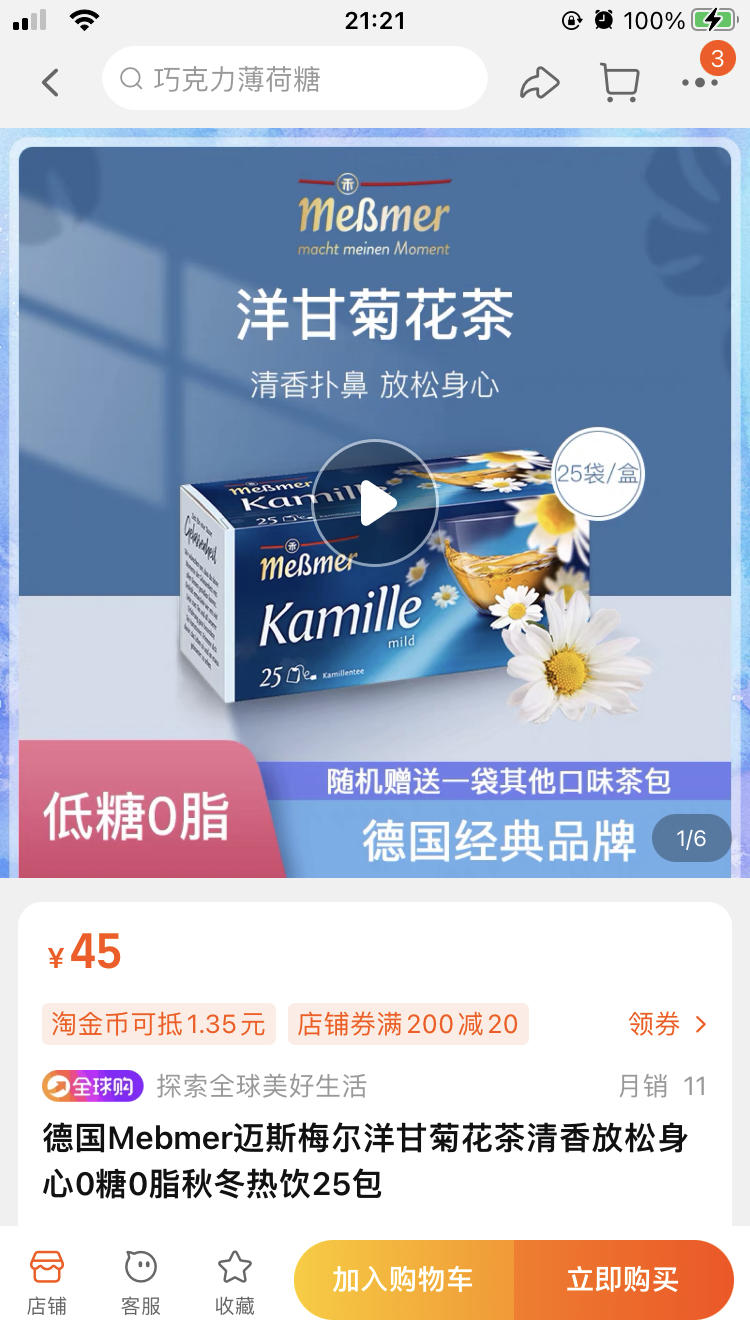 21:21
100%
巧克力薄荷糖
3
Meßmer
macht meinen Moment
洋甘菊花茶
清香扑鼻 放松身心
25袋/盒
Meßmer
Kamill
25
Meßmer
Kamille
mild
25
Kamillentee
低糖0脂
随机赠送一袋其他口味茶包
德国经典品牌
1/6
¥45
淘金币可抵1.35元
店铺券满200减20
领券
全球购
探索全球美好生活
月销 11
德国Mebmer迈斯梅尔洋甘菊花茶清香放松身
心0糖0脂秋冬热饮25包
店铺
客服
收藏
加入购物车
立即购买